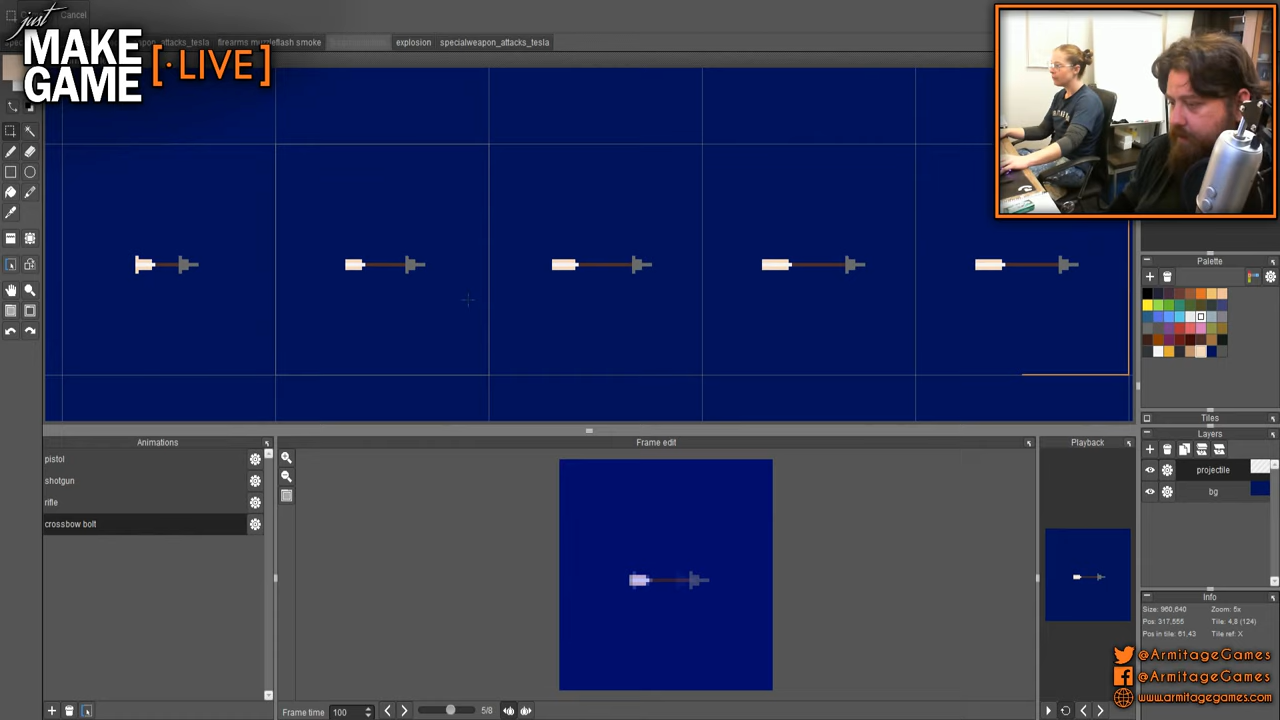 Cancel
just
MAKE
GAME
[·LIVE]
firearms muzzleflash smoke
explosion
specialweapon_attacks_tesla
Palette
Tiles
Layers
projectile
bg
Info
Size: 960,640
Zoom: 5x
Pos: 317,555
Tile: 4,8 (124)
Pos in tile: 61,43
Tile ref: X
Animations
pistol
shotgun
rifle
crossbow bolt
Frame edit
Playback
Frame time
100
5/8
@ArmitageGames
@ArmitageGames
www.armitagegames.com